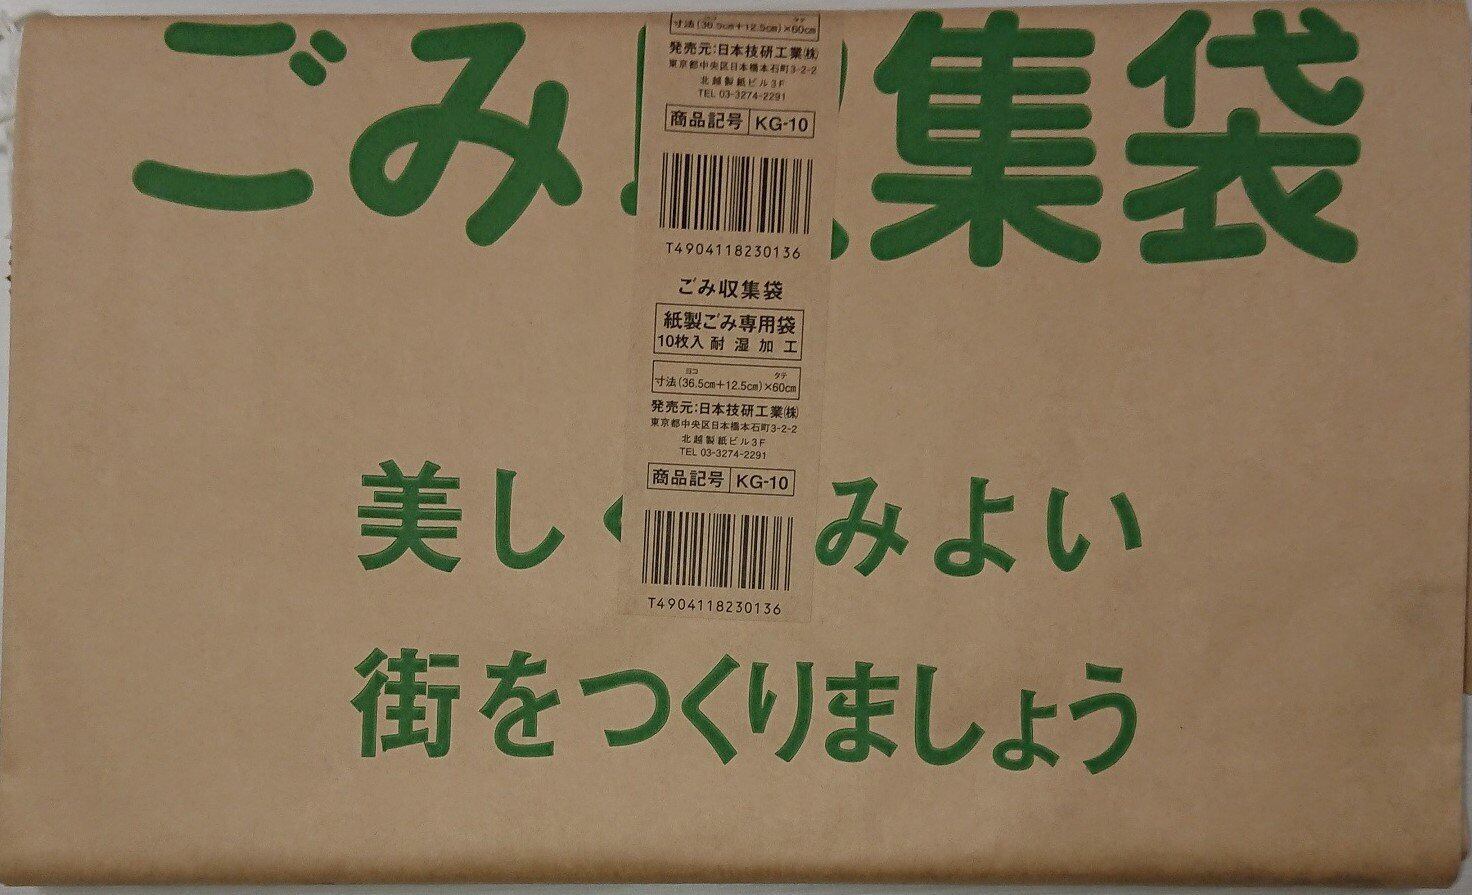 ごみ 集袋
寸法(36.5cm+12.5cm)×60cm
発売元:日本技研工業(株)
東京都中央区日本橋本石町3-2-2
北越製紙ビル3F
TEL 03-3274-2291
商品記号 KG-10
T4904118230136
ごみ収集袋
紙製ごみ専用袋
10枚入 耐湿加工
ヨコ タテ
寸法(36.5cm+12.5cm)×60cm
発売元:日本技研工業(株)
東京都中央区日本橋本石町3-2-2
北越製紙ビル3F
TEL 03-3274-2291
商品記号 KG-10
T4904118230136
美しく みよい
街をつくりましょう